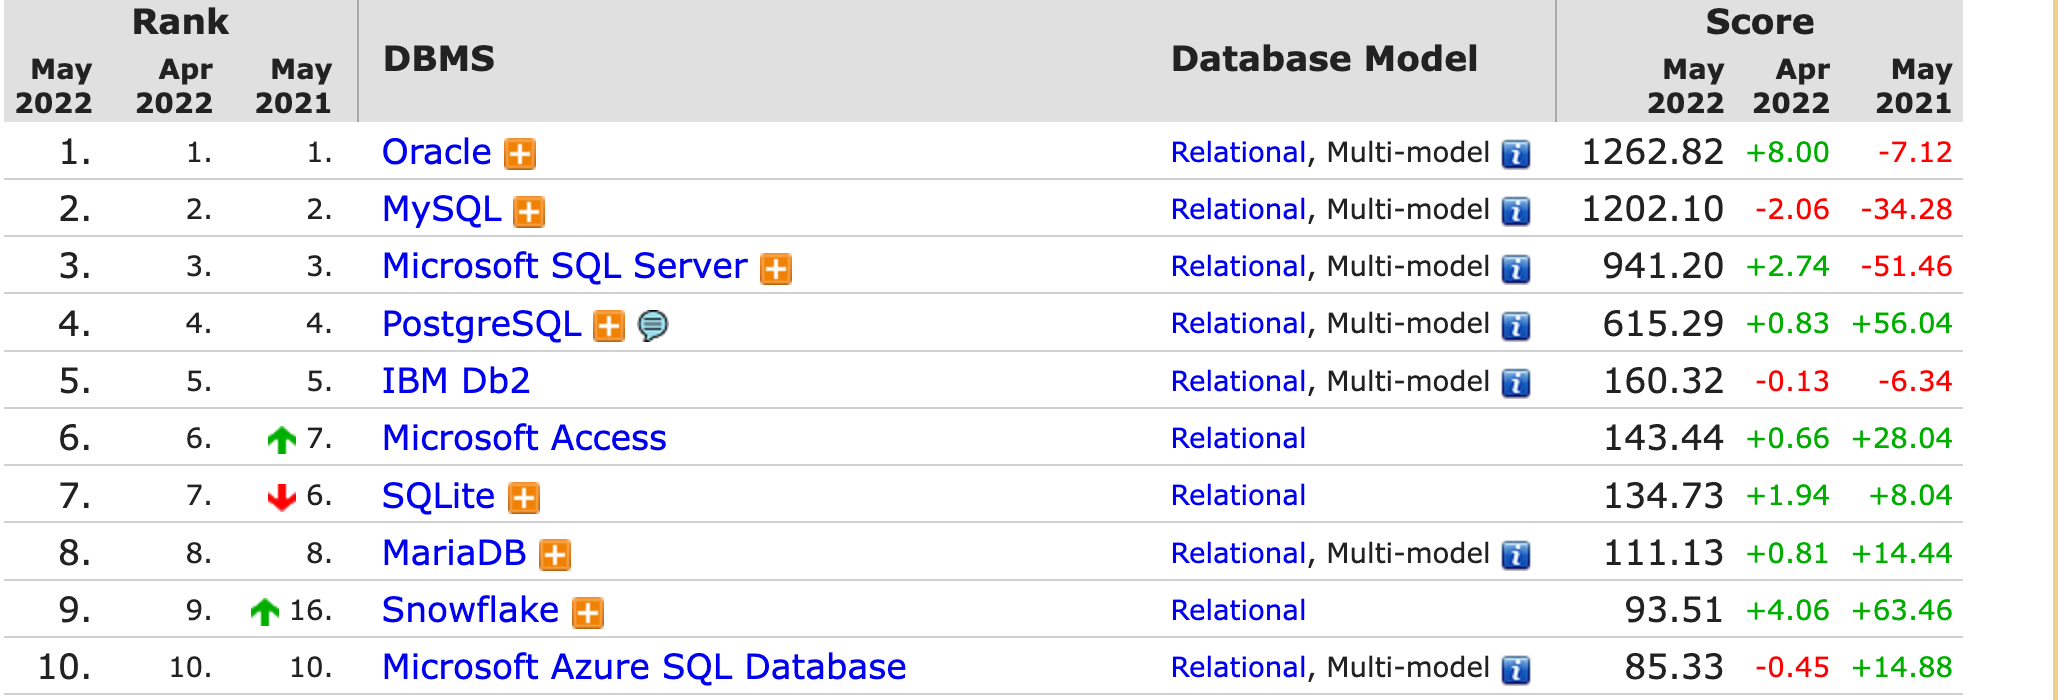 Rank DBMS Database Model Score
May 2022 Apr 2022 May 2021 May 2022 Apr 2022 May 2021
1. 1. 1. Oracle Relational, Multi-model 1262.82 +8.00 -7.12
2. 2. 2. MySQL Relational, Multi-model 1202.10 -2.06 -34.28
3. 3. 3. Microsoft SQL Server Relational, Multi-model 941.20 +2.74 -51.46
4. 4. 4. PostgreSQL Relational, Multi-model 615.29 +0.83 +56.04
5. 5. 5. IBM Db2 Relational, Multi-model 160.32 -0.13 -6.34
6. 6. 7. Microsoft Access Relational 143.44 +0.66 +28.04
7. 7. 6. SQLite Relational 134.73 +1.94 +8.04
8. 8. 8. MariaDB Relational, Multi-model 111.13 +0.81 +14.44
9. 9. 16. Snowflake Relational 93.51 +4.06 +63.46
10. 10. 10. Microsoft Azure SQL Database Relational, Multi-model 85.33 -0.45 +14.88